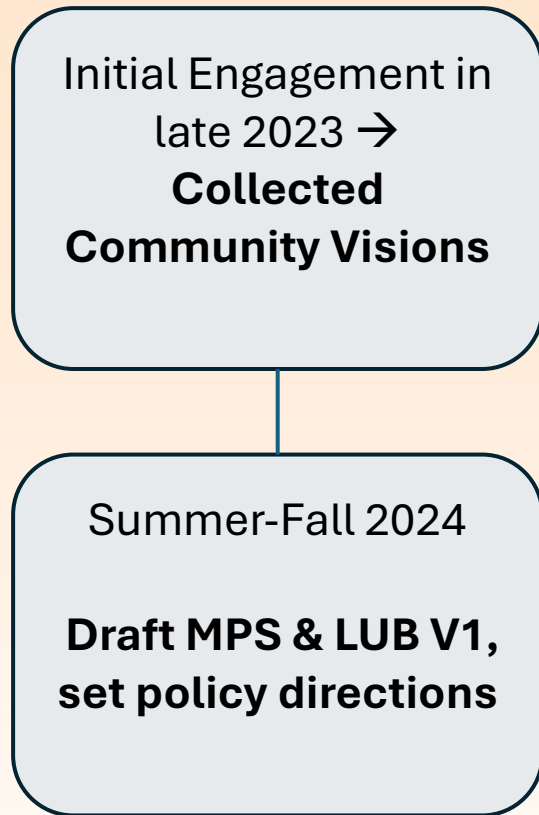 Initial Engagement in
late 2023 →
Collected
Community Visions
Summer-Fall 2024
Draft MPS & LUB V1,
set policy directions